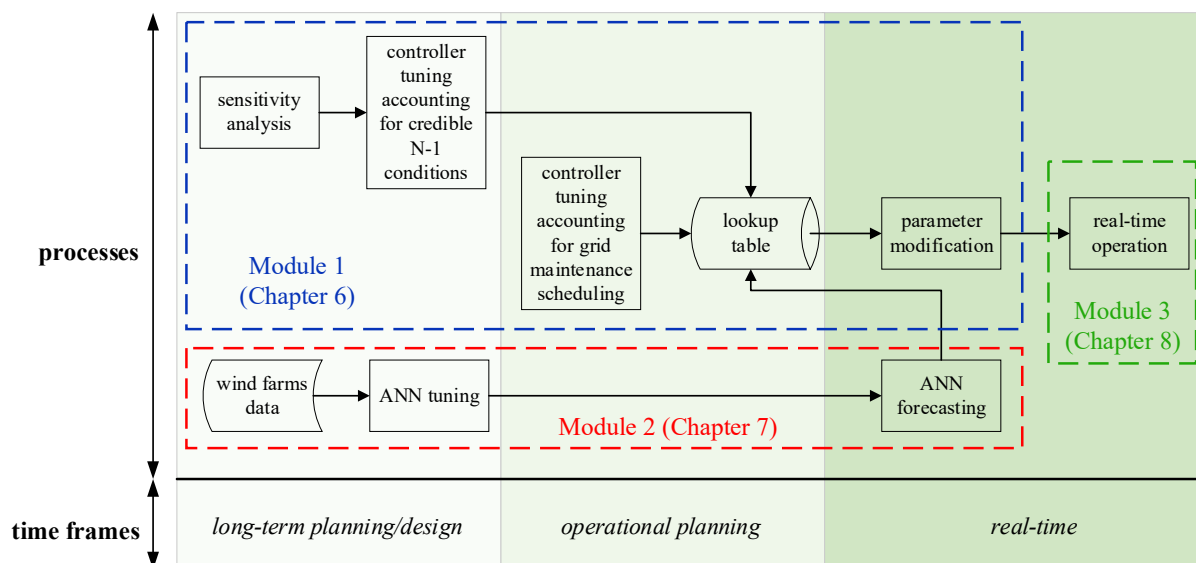 sensitivity
analysis
controller
tuning
accounting
for credible
N-1
conditions
controller
tuning
accounting
for grid
maintenance
scheduling
lookup
table
parameter
modification
real-time
operation
processes
Module 1
(Chapter 6)
Module 3
(Chapter 8)
wind farms
data
ANN tuning
ANN
forecasting
Module 2 (Chapter 7)
time frames
long-term planning/design
operational planning
real-time